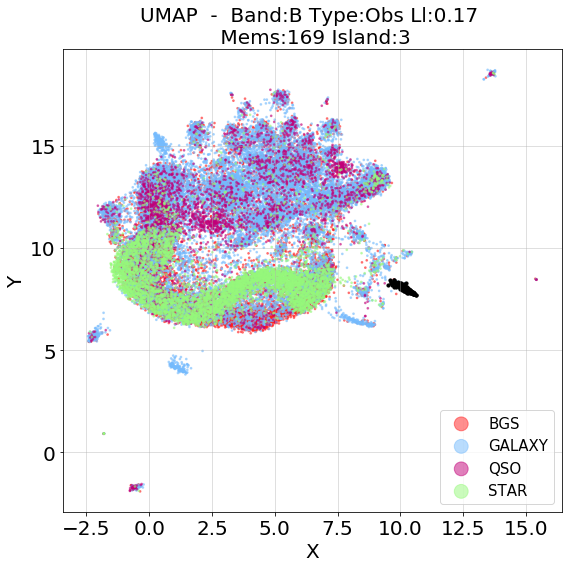 UMAP - Band:B Type:Obs Ll:0.17
Mems:169 Island:3
Y
15
10
5
0
BGS
GALAXY
QSO
STAR
−2.5 0.0 2.5 5.0 7.5 10.0 12.5 15.0
X